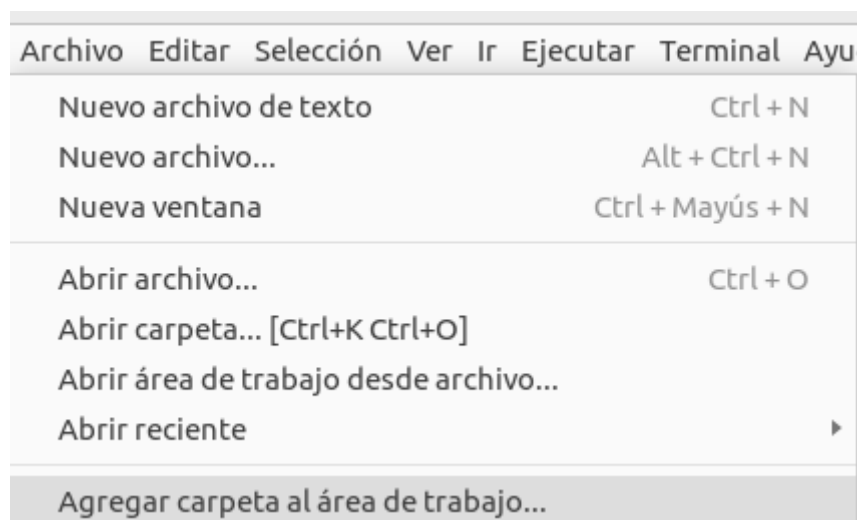 Archivo Editar Selección Ver Ir Ejecutar Terminal Ayu
Nuevo archivo de texto Ctrl + N
Nuevo archivo... Alt + Ctrl + N
Nueva ventana Ctrl + Mayús + N
Abrir archivo... Ctrl + O
Abrir carpeta... [Ctrl+K Ctrl+O]
Abrir área de trabajo desde archivo...
Abrir reciente
Agregar carpeta al área de trabajo...